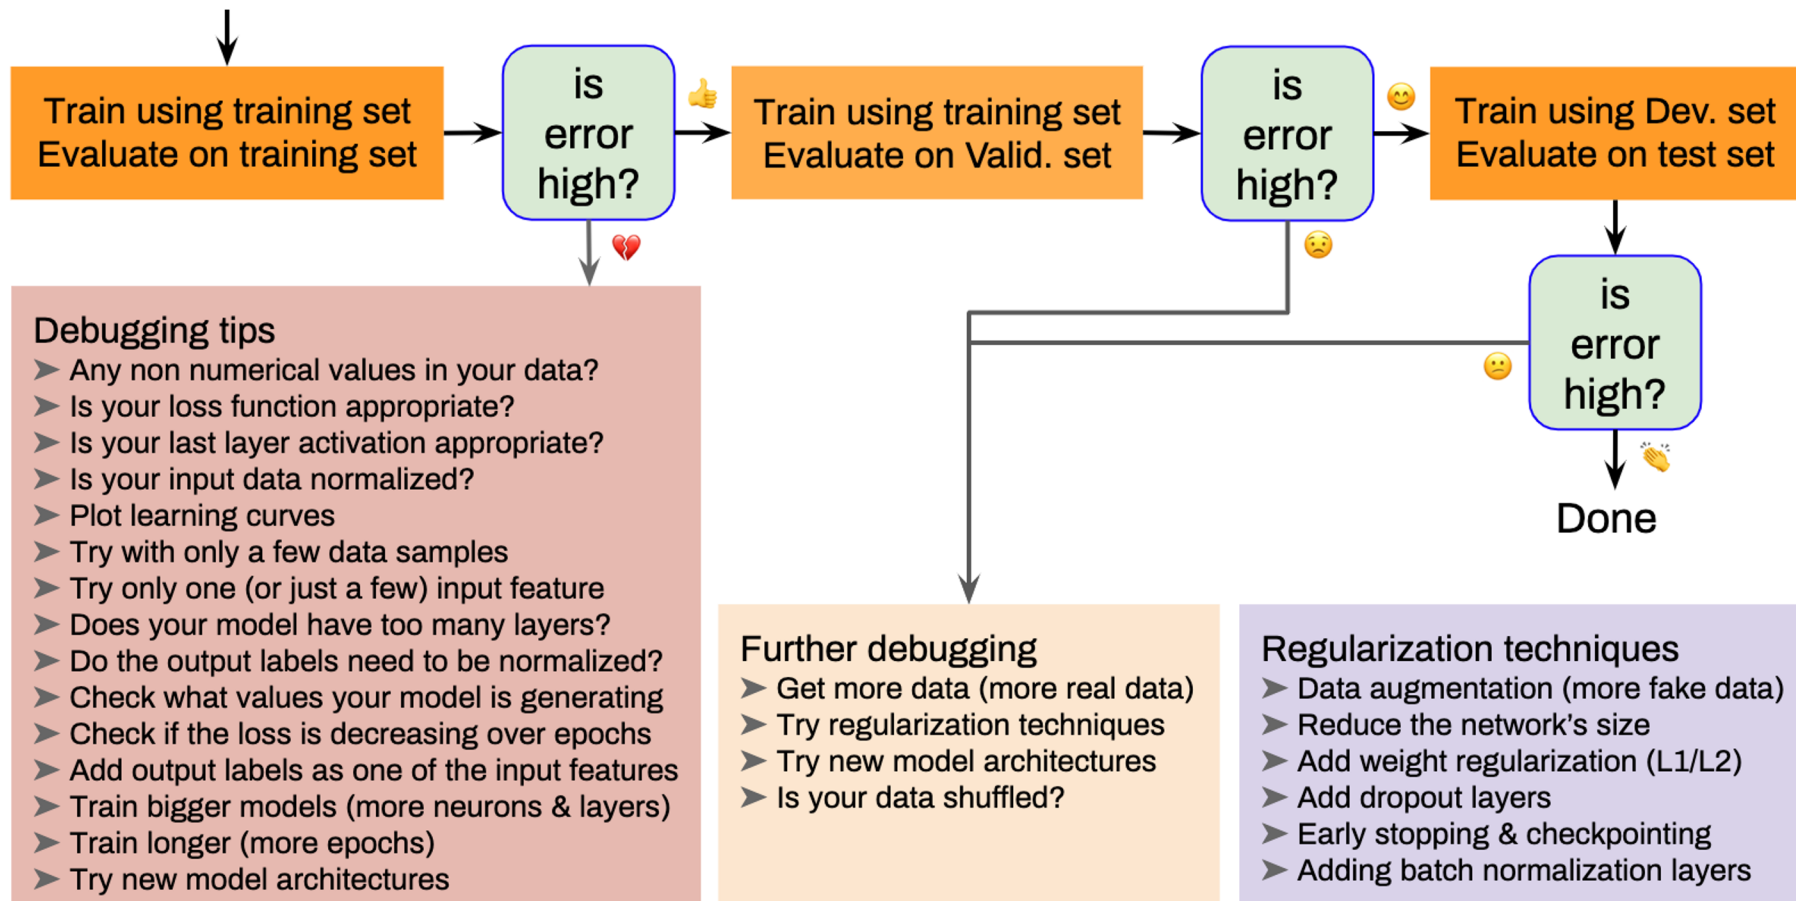 Train using training set
Evaluate on training set
is
error
high?
Train using training set
Evaluate on Valid. set
is
error
high?
Train using Dev. set
Evaluate on test set
is
error
high?
Done
Debugging tips
➤ Any non numerical values in your data?
➤ Is your loss function appropriate?
➤ Is your last layer activation appropriate?
➤ Is your input data normalized?
➤ Plot learning curves
➤ Try with only a few data samples
➤ Try only one (or just a few) input feature
➤ Does your model have too many layers?
➤ Do the output labels need to be normalized?
➤ Check what values your model is generating
➤ Check if the loss is decreasing over epochs
➤ Add output labels as one of the input features
➤ Train bigger models (more neurons & layers)
➤ Train longer (more epochs)
➤ Try new model architectures
Further debugging
➤ Get more data (more real data)
➤ Try regularization techniques
➤ Try new model architectures
➤ Is your data shuffled?
Regularization techniques
➤ Data augmentation (more fake data)
➤ Reduce the network’s size
➤ Add weight regularization (L1/L2)
➤ Add dropout layers
➤ Early stopping & checkpointing
➤ Adding batch normalization layers